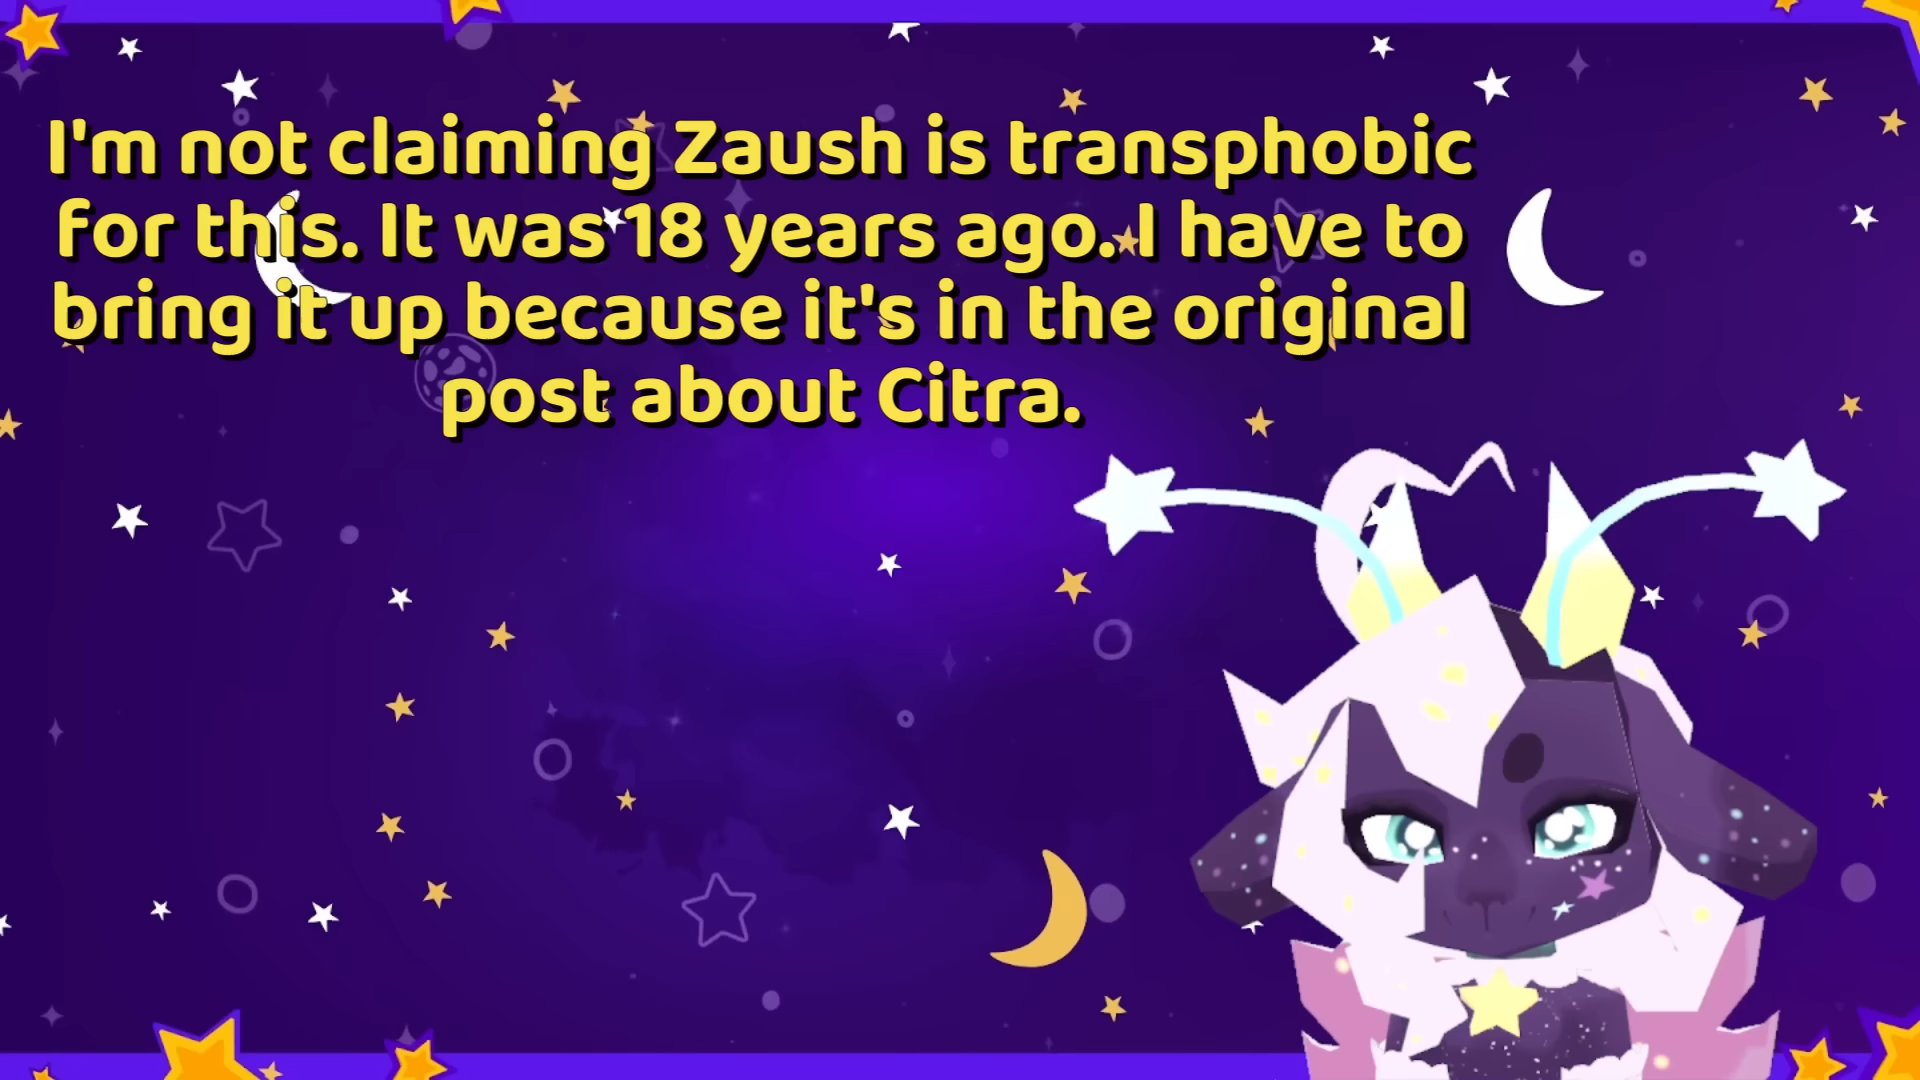 I'm not claiming Zaush is transphobic
for this. It was 18 years ago. I have to
bring it up because it's in the original
post about Citra.